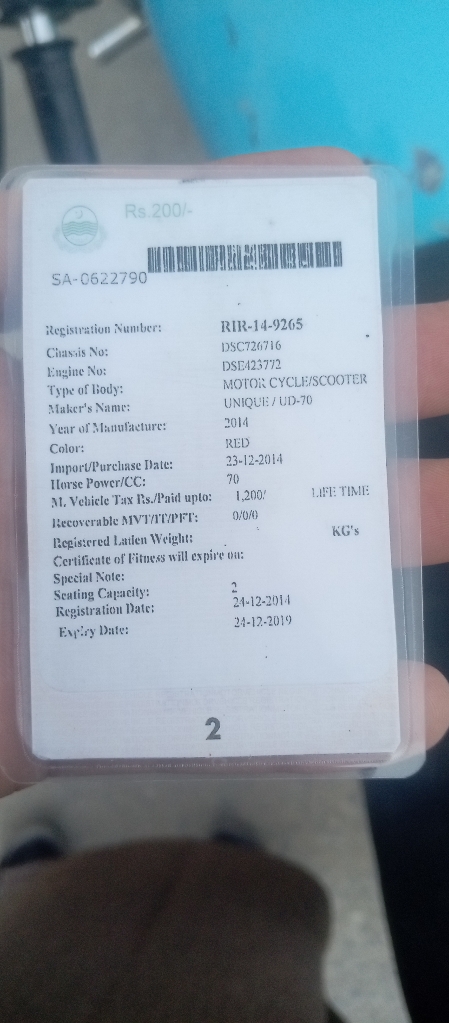 Rs.200/-
SA-0622790
Registration Number: RIR-14-9265
Chassis No: DSC726716
Engine No: DSE423772
Type of Body: MOTOR CYCLE/SCOOTER
Maker's Name: UNIQUE / UD-70
Year of Manufacture: 2014
Color: RED
Import/Purchase Date: 23-12-2014
Horse Power/CC: 70
M. Vehicle Tax Rs./Paid upto: 1,200/ LIFE TIME
Recoverable MVT/IT/PFT: 0/0/0
Registered Laden Weight: KG's
Certificate of Fitness will expire on:
Special Note:
Seating Capacity: 2
Registration Date: 24-12-2014
Expiry Date: 24-12-2019
2